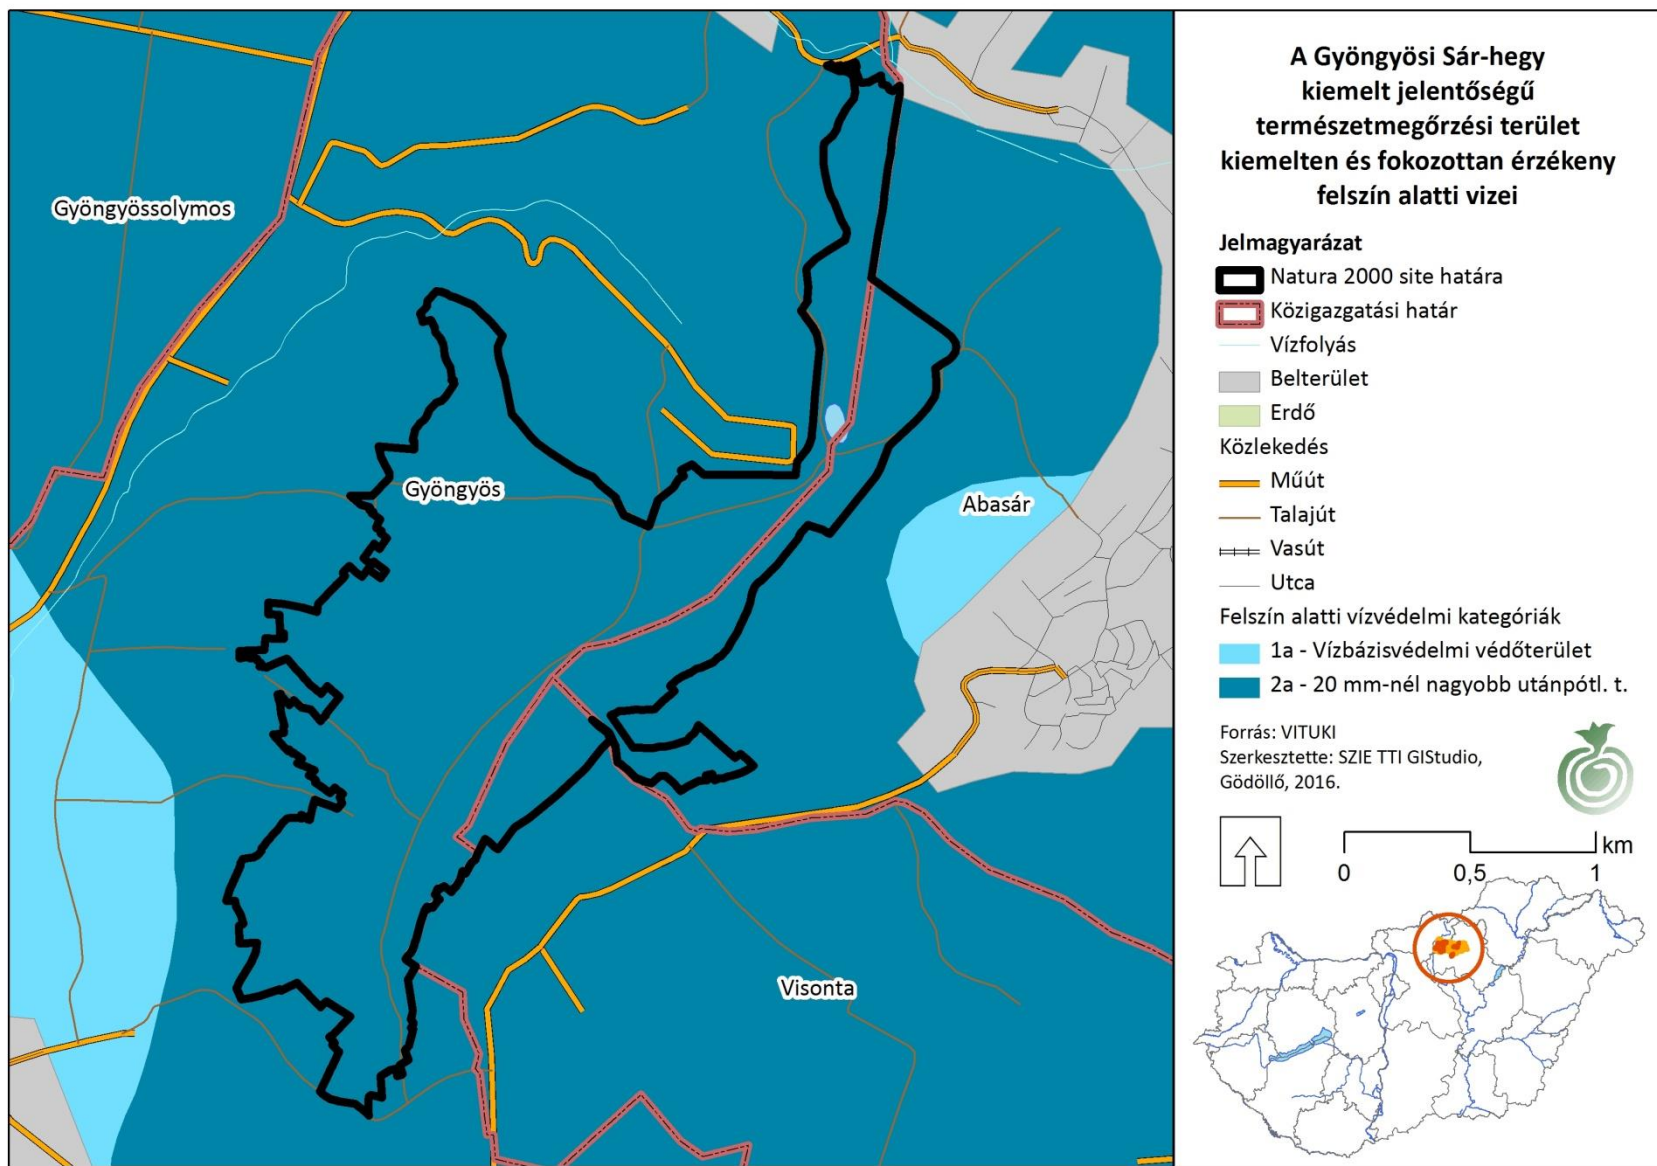 A Gyöngyösi Sár-hegy
kiemelt jelentőségű
természetmegőrzési terület
kiemelten és fokozottan érzékeny
felszín alatti vizei
Jelmagyarázat
Natura 2000 site határa
Közigazgatási határ
Vízfolyás
Belterület
Erdő
Közlekedés
Műút
Talajút
Vasút
Utca
Felszín alatti vízvédelmi kategóriák
1a - Vízbázisvédelmi védőterület
2a - 20 mm-nél nagyobb utánpótl. t.
Forrás: VITUKI
Szerkesztette: SZIE TTI GIStudio,
Gödöllő, 2016.
km
0 0,5 1
Gyöngyössolymos
Gyöngyös
Abasár
Visonta